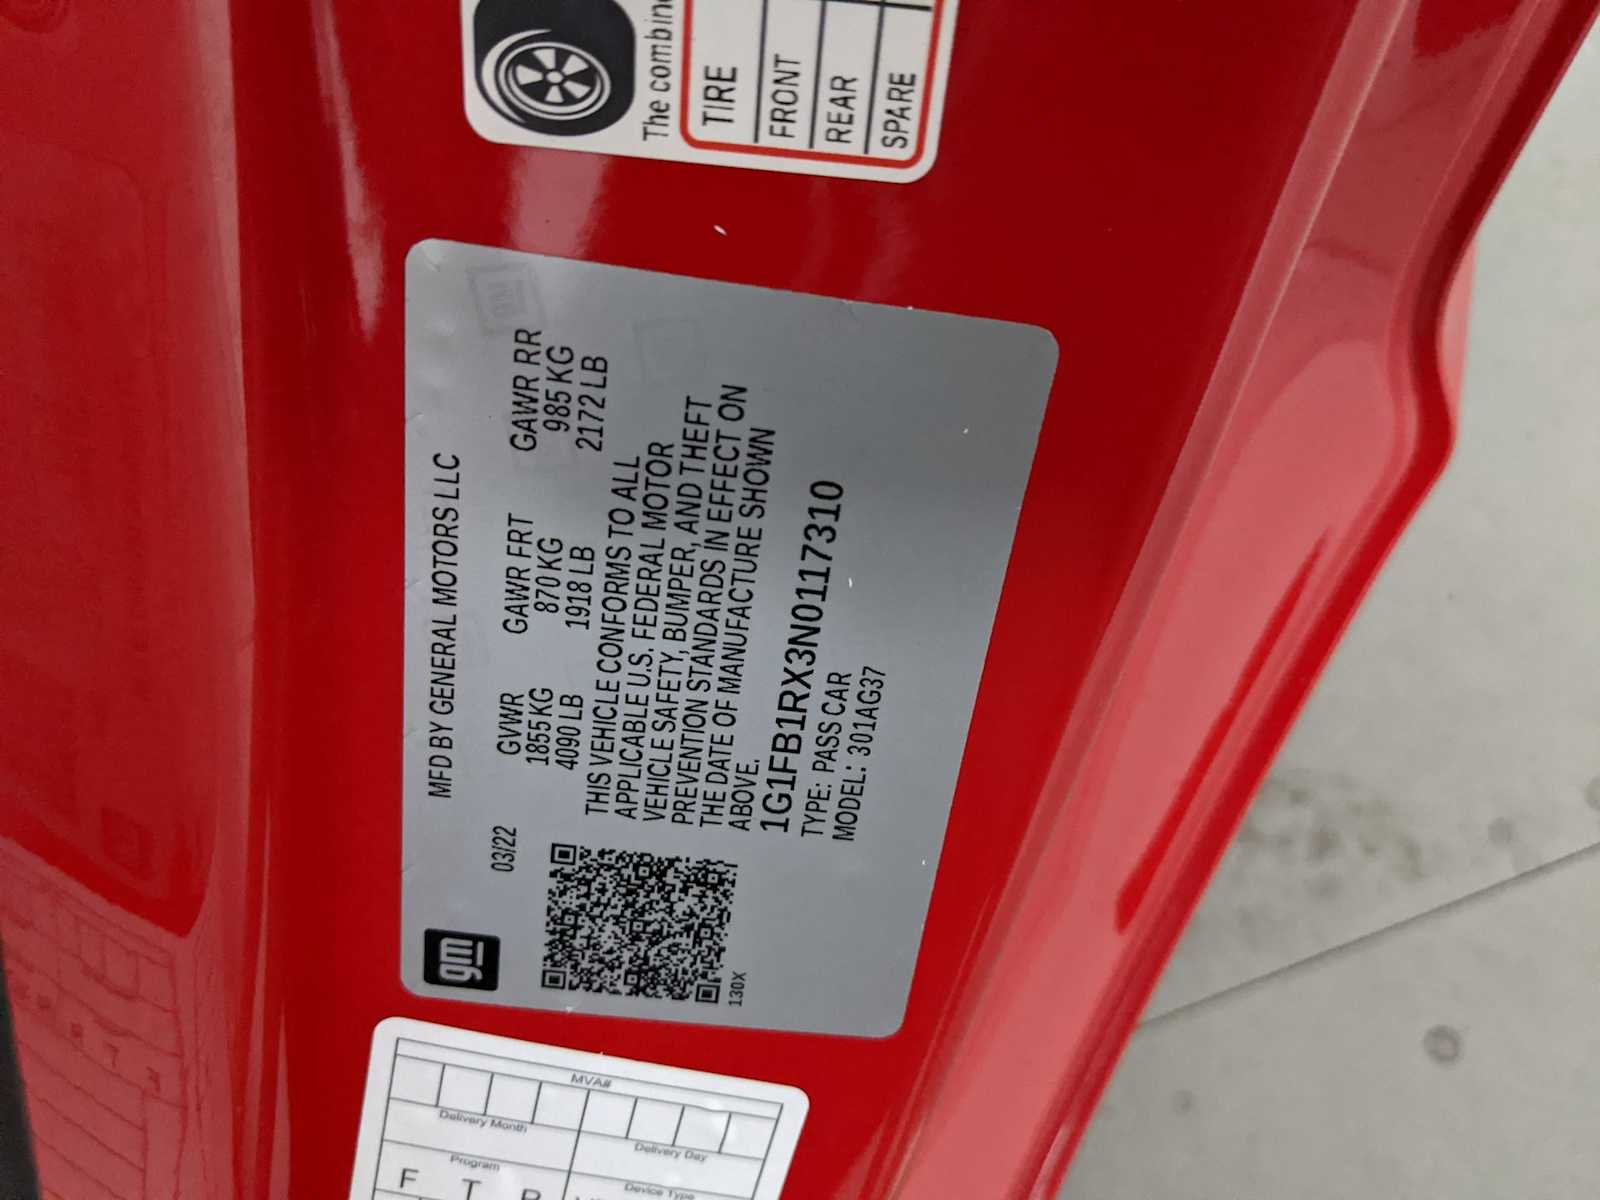 The combine
TIRE
FRONT
REAR
SPARE
MFD BY GENERAL MOTORS LLC
gm
03/22
GVWR GAWR FRT GAWR RR
1855 KG 870 KG 985 KG
4090 LB 1918 LB 2172 LB
THIS VEHICLE CONFORMS TO ALL
APPLICABLE U.S. FEDERAL MOTOR
VEHICLE SAFETY, BUMPER, AND THEFT
PREVENTION STANDARDS IN EFFECT ON
THE DATE OF MANUFACTURE SHOWN
ABOVE.
1G1FB1RX3N0117310
TYPE: PASS CAR
MODEL: 301AG37
130X
MVA#
Delivery Month
Delivery Day
Program
Device Type
F T P